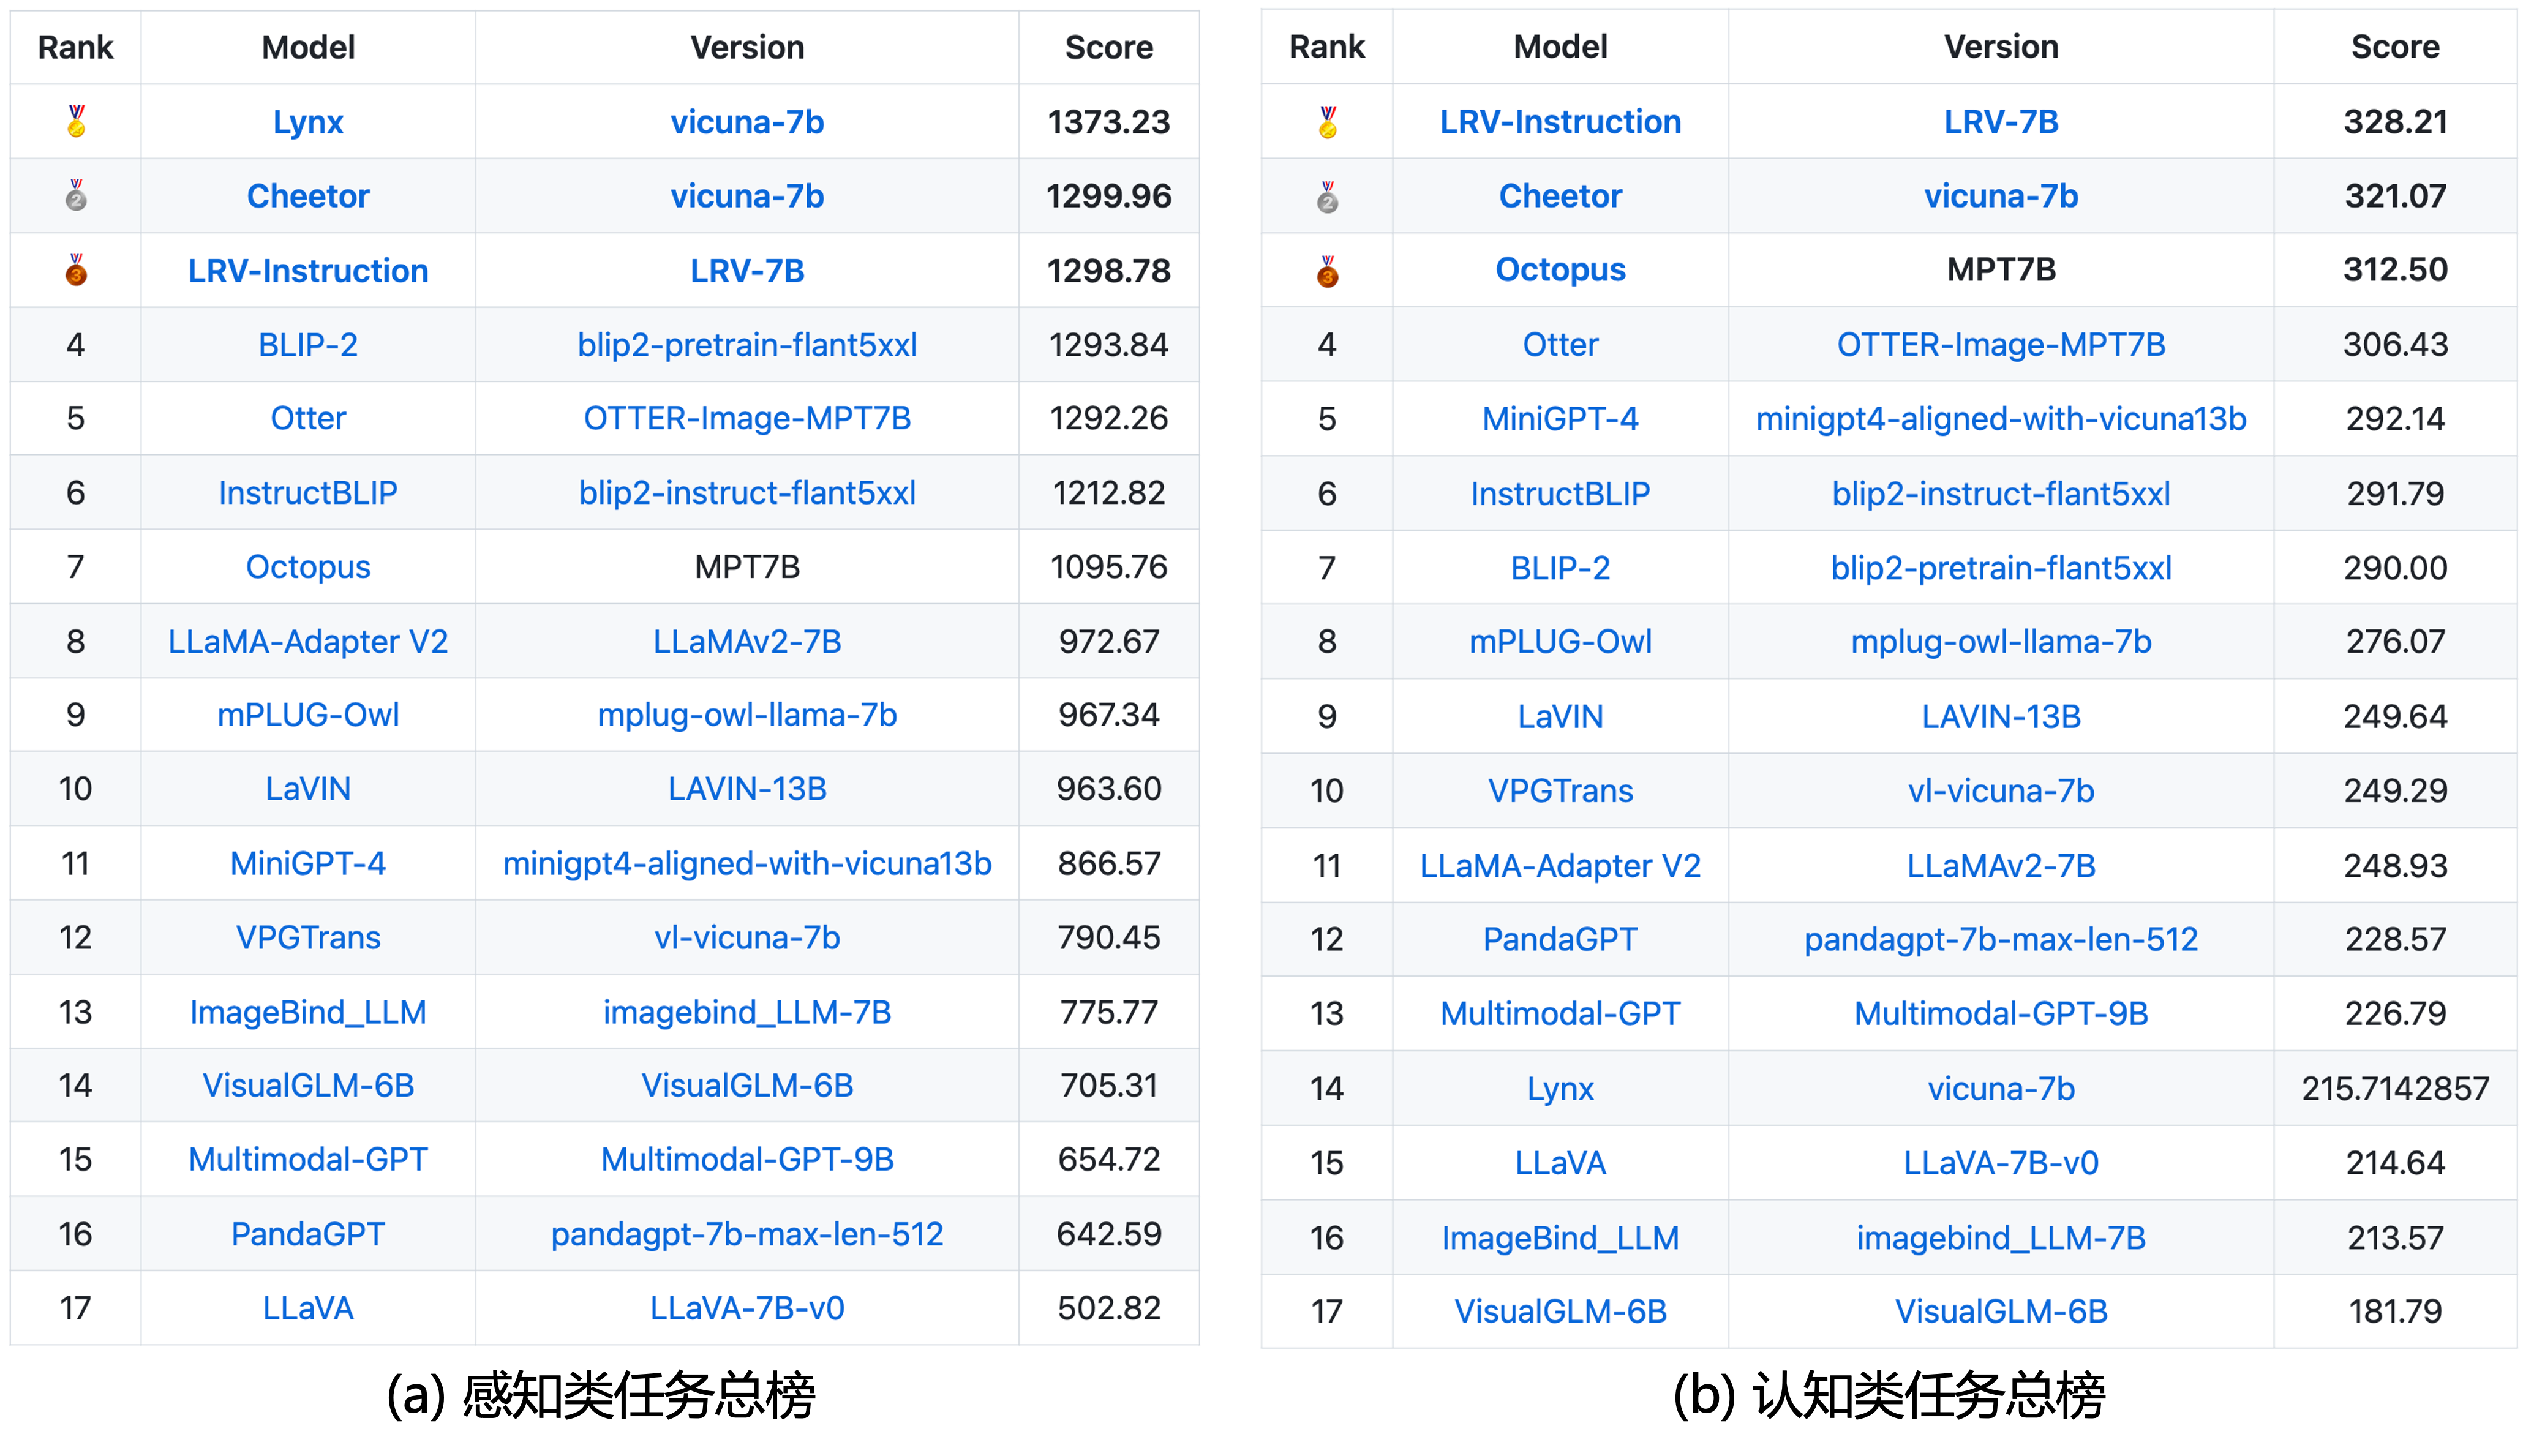 Rank Model Version Score
Lynx vicuna-7b 1373.23
2 Cheetor vicuna-7b 1299.96
3 LRV-Instruction LRV-7B 1298.78
4 BLIP-2 blip2-pretrain-flant5xxl 1293.84
5 Otter OTTER-Image-MPT7B 1292.26
6 InstructBLIP blip2-instruct-flant5xxl 1212.82
7 Octopus MPT7B 1095.76
8 LLaMA-Adapter V2 LLaMAv2-7B 972.67
9 mPLUG-Owl mplug-owl-llama-7b 967.34
10 LaVIN LAVIN-13B 963.60
11 MiniGPT-4 minigpt4-aligned-with-vicuna13b 866.57
12 VPGTrans vl-vicuna-7b 790.45
13 ImageBind_LLM imagebind_LLM-7B 775.77
14 VisualGLM-6B VisualGLM-6B 705.31
15 Multimodal-GPT Multimodal-GPT-9B 654.72
16 PandaGPT pandagpt-7b-max-len-512 642.59
17 LLaVA LLaVA-7B-v0 502.82
(a) 感知类任务总榜
Rank Model Version Score
LRV-Instruction LRV-7B 328.21
2 Cheetor vicuna-7b 321.07
3 Octopus MPT7B 312.50
4 Otter OTTER-Image-MPT7B 306.43
5 MiniGPT-4 minigpt4-aligned-with-vicuna13b 292.14
6 InstructBLIP blip2-instruct-flant5xxl 291.79
7 BLIP-2 blip2-pretrain-flant5xxl 290.00
8 mPLUG-Owl mplug-owl-llama-7b 276.07
9 LaVIN LAVIN-13B 249.64
10 VPGTrans vl-vicuna-7b 249.29
11 LLaMA-Adapter V2 LLaMAv2-7B 248.93
12 PandaGPT pandagpt-7b-max-len-512 228.57
13 Multimodal-GPT Multimodal-GPT-9B 226.79
14 Lynx vicuna-7b 215.7142857
15 LLaVA LLaVA-7B-v0 214.64
16 ImageBind_LLM imagebind_LLM-7B 213.57
17 VisualGLM-6B VisualGLM-6B 181.79
(b) 认知类任务总榜